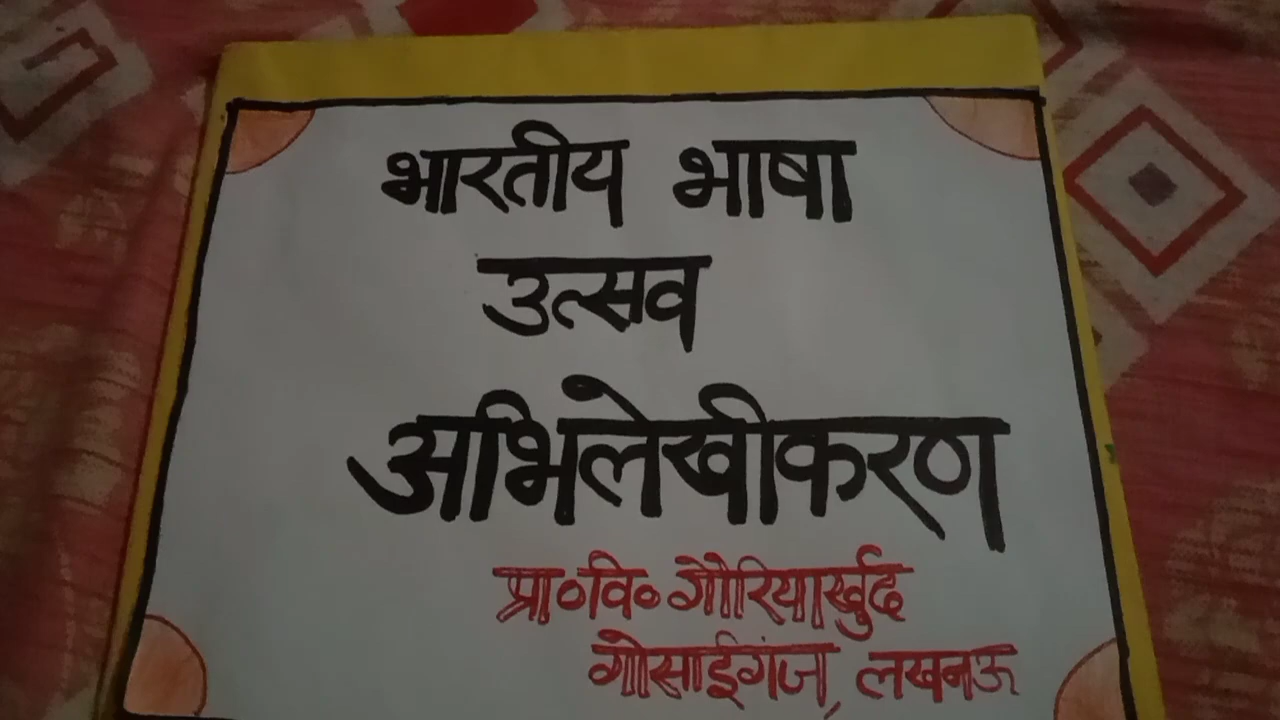 भारतीय भाषा
उत्सव
अभिलेखीकरण
प्रा०वि० गौरियाखुर्द
गोसाईगंज, लखनऊ